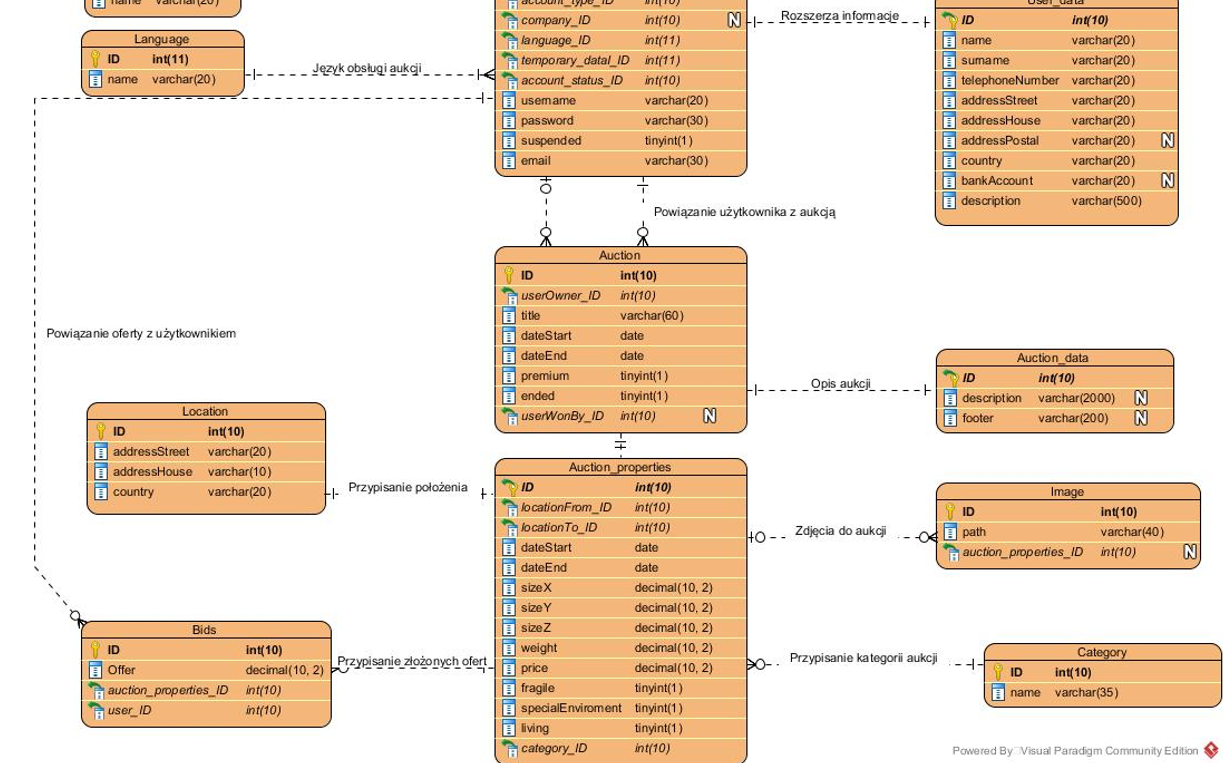 name varchar(20)
Language
ID int(11)
name varchar(20)
Język obsługi aukcji
account_type_ID int(10)
company_ID int(10) N
language_ID int(11)
temporary_dataI_ID int(11)
account_status_ID int(10)
username varchar(20)
password varchar(30)
suspended tinyint(1)
email varchar(30)
Rozszerza informacje
User_data
ID int(10)
name varchar(20)
surname varchar(20)
telephoneNumber varchar(20)
addressStreet varchar(20)
addressHouse varchar(20)
addressPostal varchar(20) N
country varchar(20)
bankAccount varchar(20) N
description varchar(500)
Powiązanie użytkownika z aukcją
Auction
ID int(10)
userOwner_ID int(10)
title varchar(60)
dateStart date
dateEnd date
premium tinyint(1)
ended tinyint(1)
userWonBy_ID int(10) N
Powiązanie oferty z użytkownikiem
Opis aukcji
Auction_data
ID int(10)
description varchar(2000) N
footer varchar(200) N
Location
ID int(10)
addressStreet varchar(20)
addressHouse varchar(10)
country varchar(20)
Przypisanie położenia
Auction_properties
ID int(10)
locationFrom_ID int(10)
locationTo_ID int(10)
dateStart date
dateEnd date
sizeX decimal(10, 2)
sizeY decimal(10, 2)
sizeZ decimal(10, 2)
weight decimal(10, 2)
price decimal(10, 2)
fragile tinyint(1)
specialEnviroment tinyint(1)
living tinyint(1)
category_ID int(10)
Zdjęcia do aukcji
Image
ID int(10)
path varchar(40)
auction_properties_ID int(10) N
Bids
ID int(10)
Offer decimal(10, 2)
auction_properties_ID int(10)
user_ID int(10)
Przypisanie złożonych ofert
Przypisanie kategorii aukcji
Category
ID int(10)
name varchar(35)
Powered By Visual Paradigm Community Edition